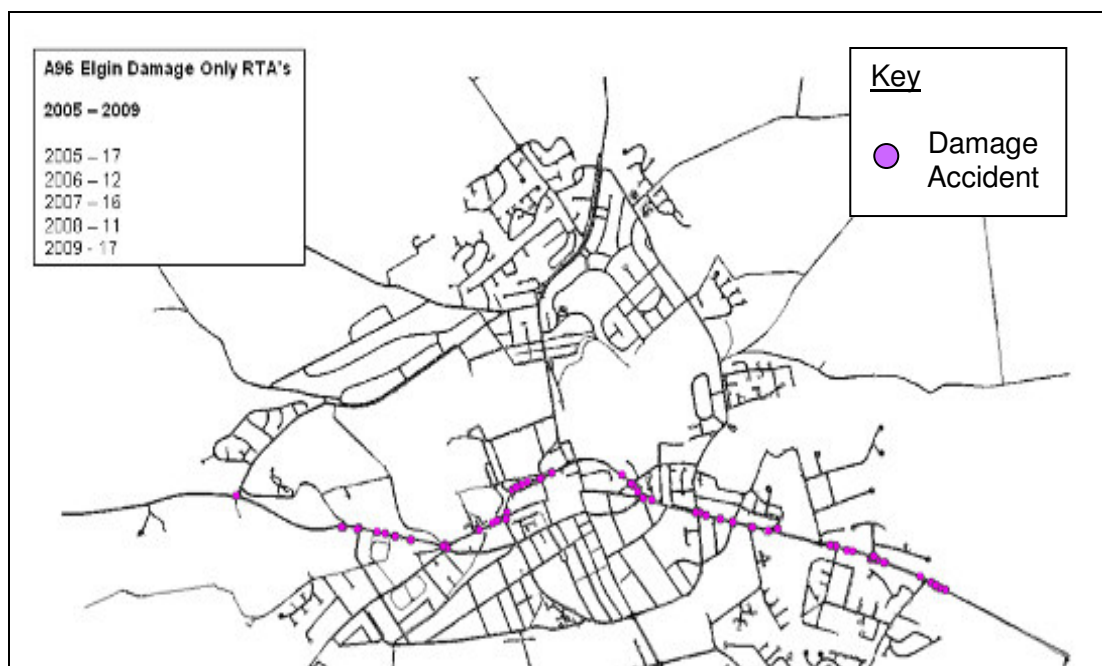 A96 Elgin Damage Only RTA's
2005 – 2009
2005 – 17
2006 – 12
2007 – 16
2008 – 11
2009 - 17
Key
Damage
Accident